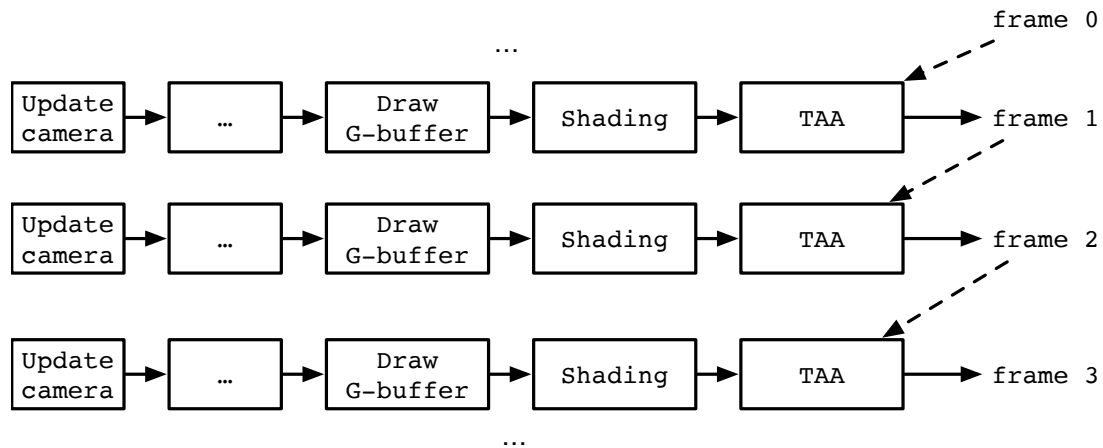 frame 0
…
Update
camera
…
Draw
G-buffer
Shading
TAA
frame 1
Update
camera
…
Draw
G-buffer
Shading
TAA
frame 2
Update
camera
…
Draw
G-buffer
Shading
TAA
frame 3
…